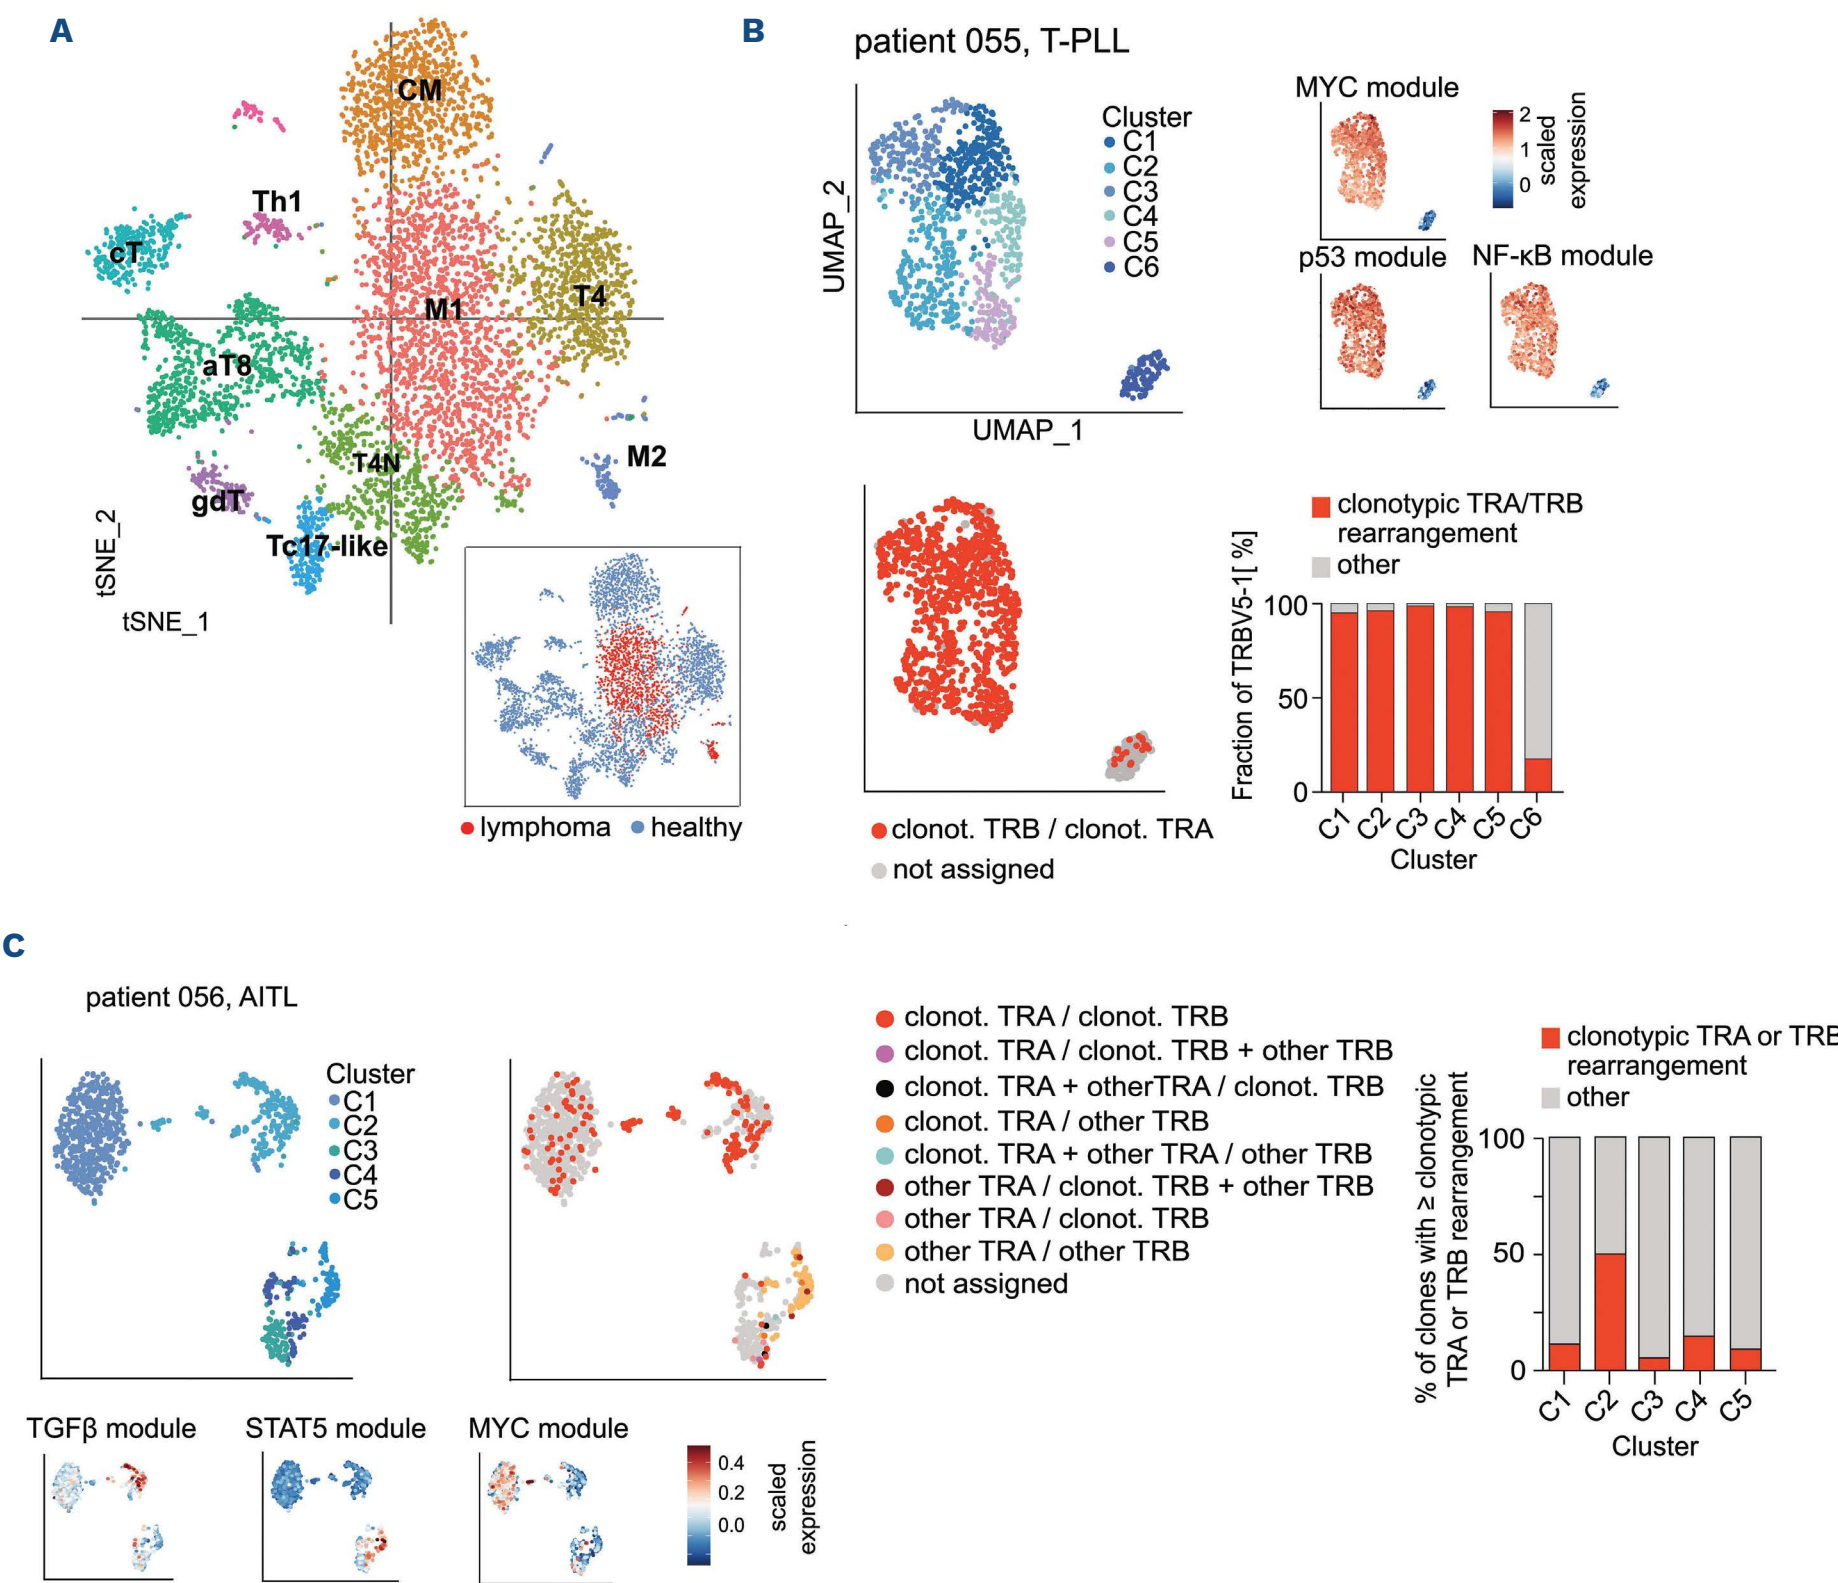 A
CM
Th1
cT
M1
T4
aT8
T4N
M2
gdT
Tc17-like
tSNE_2
tSNE_1
lymphoma
healthy
B
patient 055, T-PLL
UMAP_2
UMAP_1
Cluster
C1
C2
C3
C4
C5
C6
MYC module
2
1
0
scaled
expression
p53 module
NF-κB module
clonot. TRB / clonot. TRA
not assigned
clonotypic TRA/TRB
rearrangement
other
Fraction of TRBV5-1[ %]
100
50
0
C1
C2
C3
C4
C5
C6
Cluster
C
patient 056, AITL
Cluster
C1
C2
C3
C4
C5
clonot. TRA / clonot. TRB
clonot. TRA / clonot. TRB + other TRB
clonot. TRA + otherTRA / clonot. TRB
clonot. TRA / other TRB
clonot. TRA + other TRA / other TRB
other TRA / clonot. TRB + other TRB
other TRA / clonot. TRB
other TRA / other TRB
not assigned
clonotypic TRA or TRB
rearrangement
other
% of clones with ≥ clonotypic
TRA or TRB rearrangement
100
50
0
C1
C2
C3
C4
C5
Cluster
TGFβ module
STAT5 module
MYC module
0.4
0.2
0.0
scaled
expression